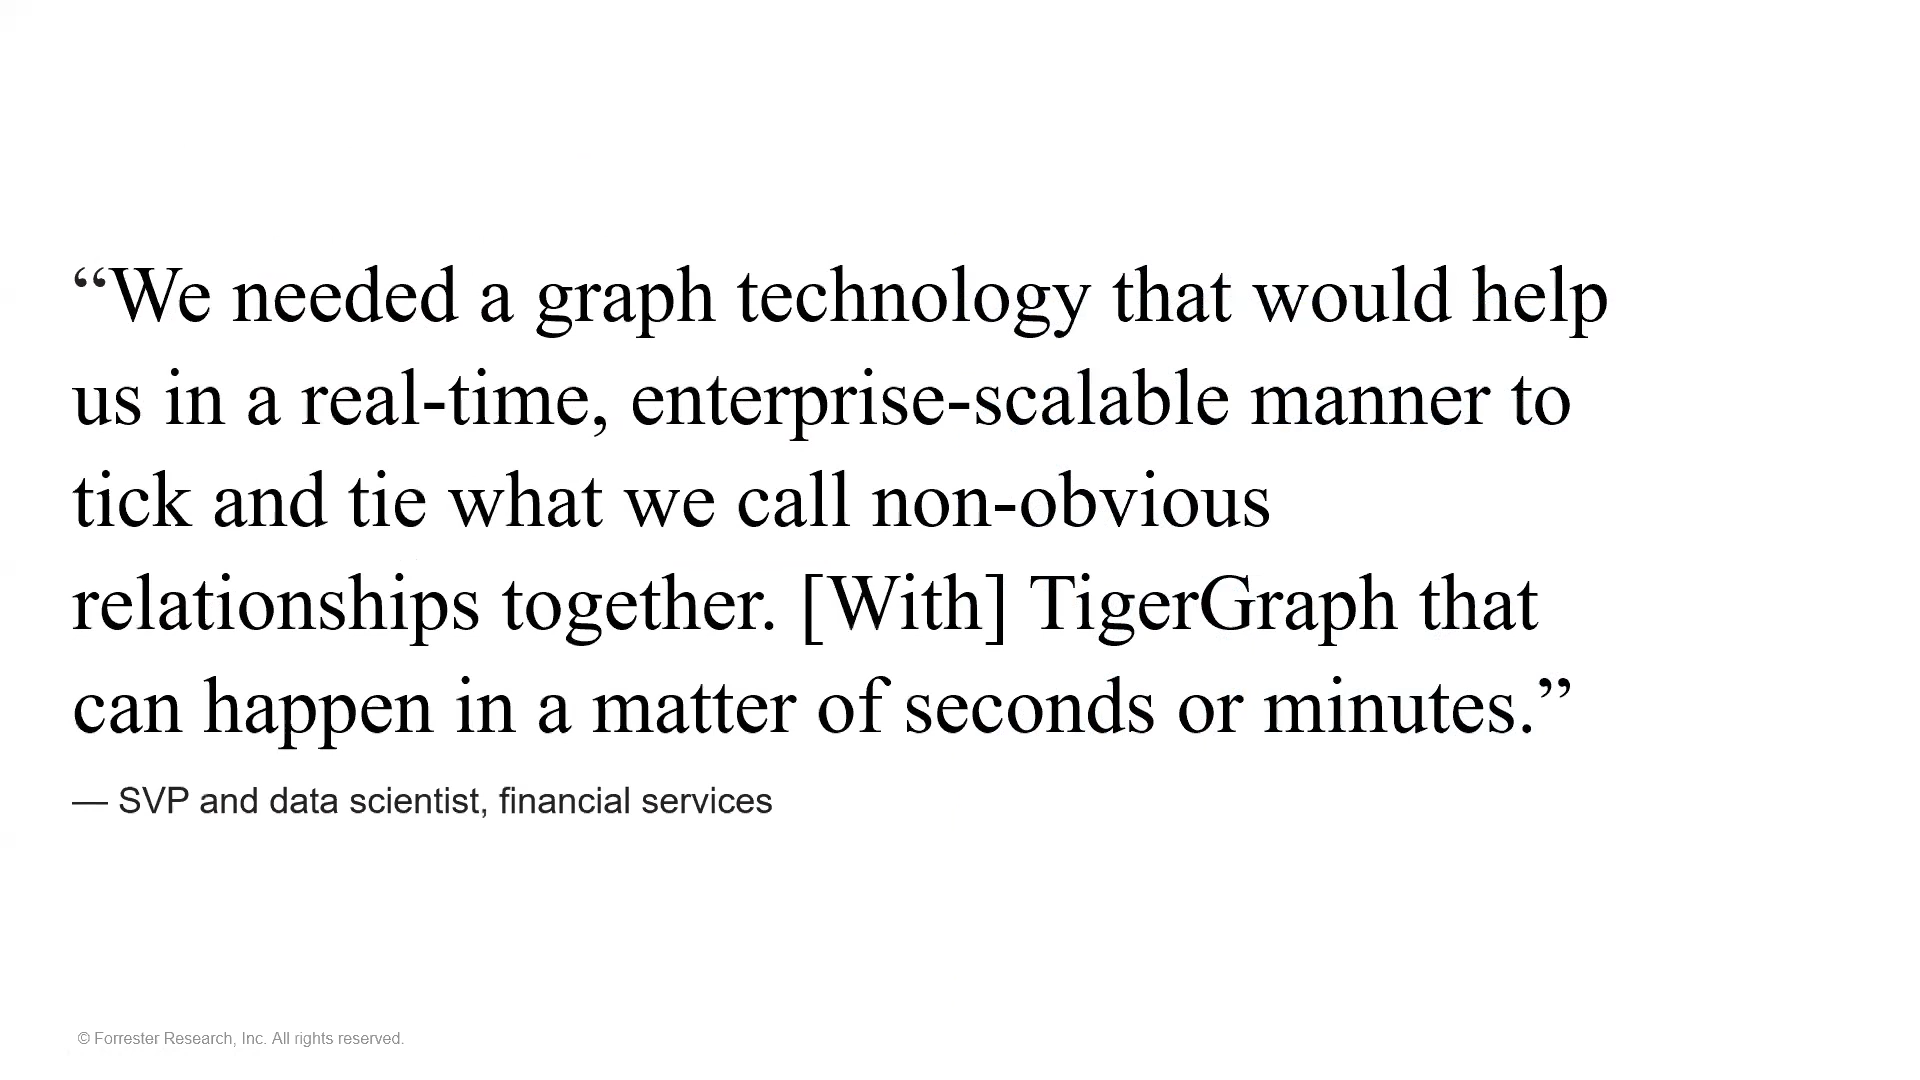 “We needed a graph technology that would help
us in a real-time, enterprise-scalable manner to
tick and tie what we call non-obvious
relationships together. [With] TigerGraph that
can happen in a matter of seconds or minutes.”
— SVP and data scientist, financial services
© Forrester Research, Inc. All rights reserved.